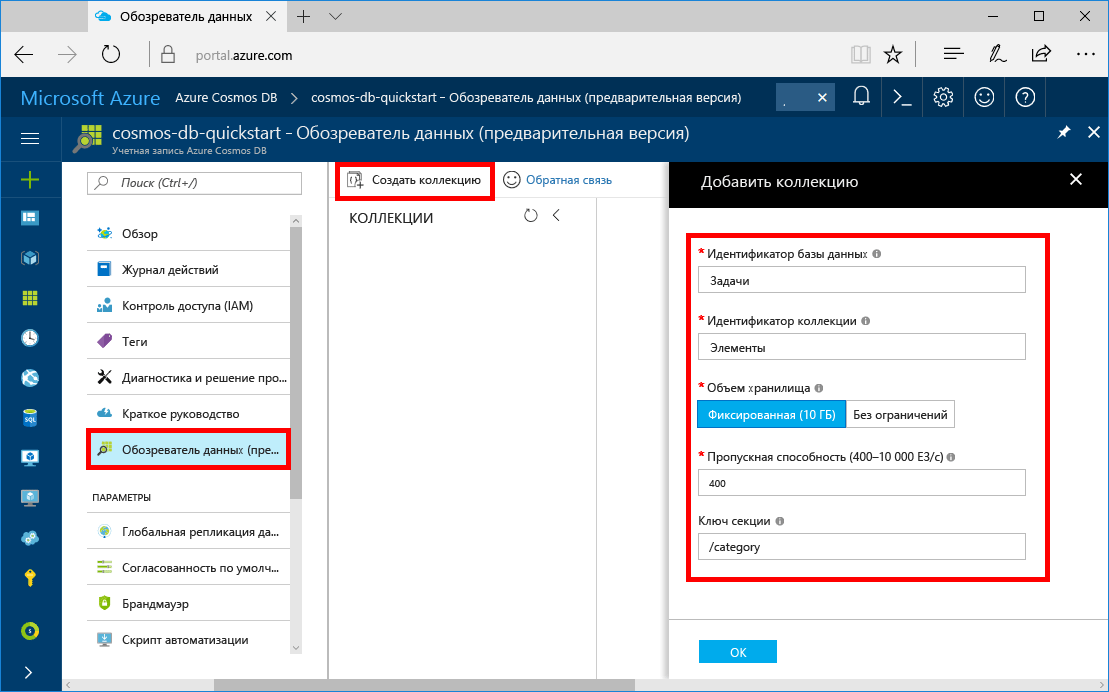 Обозреватель данных
portal.azure.com
Microsoft Azure Azure Cosmos DB cosmos-db-quickstart – Обозреватель данных (предварительная версия)
cosmos-db-quickstart – Обозреватель данных (предварительная версия)
Учетная запись Azure Cosmos DB
Поиск (Ctrl+/)
Обзор
Журнал действий
Контроль доступа (IAM)
Теги
Диагностика и решение про...
Краткое руководство
Обозреватель данных (пре...
ПАРАМЕТРЫ
Глобальная репликация да...
Согласованность по умолч...
Брандмауэр
Скрипт автоматизации
Создать коллекцию
Обратная связь
КОЛЛЕКЦИИ
Добавить коллекцию
* Идентификатор базы данных
Задачи
* Идентификатор коллекции
Элементы
* Объем хранилища
Фиксированная (10 ГБ) Без ограничений
* Пропускная способность (400–10 000 ЕЗ/с)
400
Ключ секции
/category
ОК
SQL